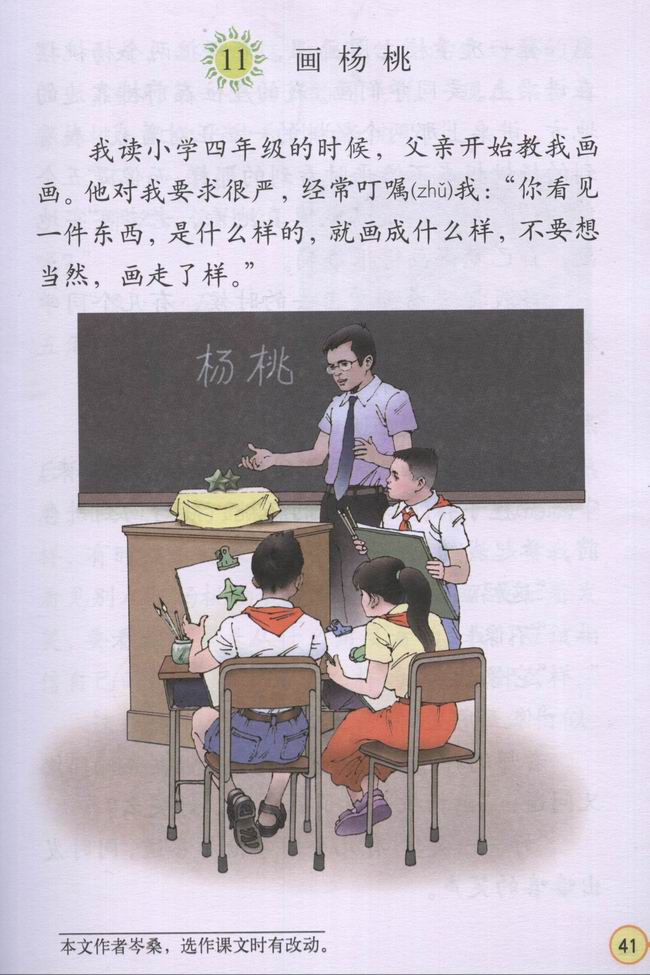 11 画杨桃
我读小学四年级的时候，父亲开始教我画
画。他对我要求很严，经常叮嘱(zhǔ)我：“你看见
一件东西，是什么样的，就画成什么样，不要想
当然，画走了样。”
杨桃
本文作者岑桑，选作课文时有改动。
41